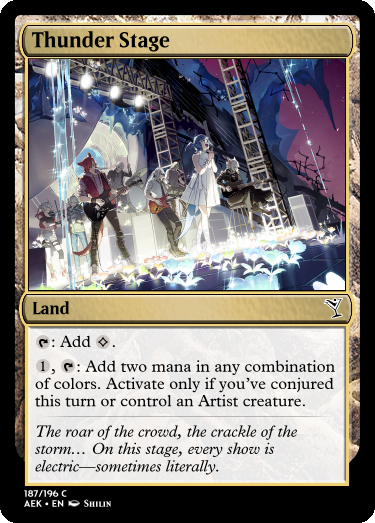 Thunder Stage
Land
: Add .
1, : Add two mana in any combination
of colors. Activate only if you've conjured
this turn or control an Artist creature.
The roar of the crowd, the crackle of the
storm… On this stage, every show is
electric—sometimes literally.
187/196 C
AEK • EN Shilin